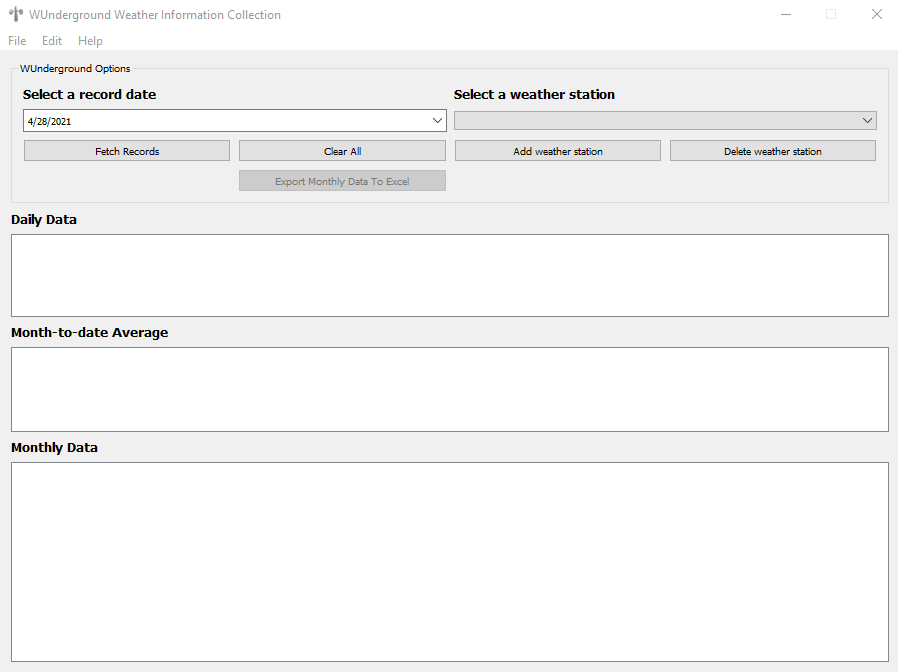 WUnderground Weather Information Collection
File Edit Help
WUnderground Options
Select a record date Select a weather station
4/28/2021
Fetch Records Clear All Add weather station Delete weather station
Export Monthly Data To Excel
Daily Data
Month-to-date Average
Monthly Data